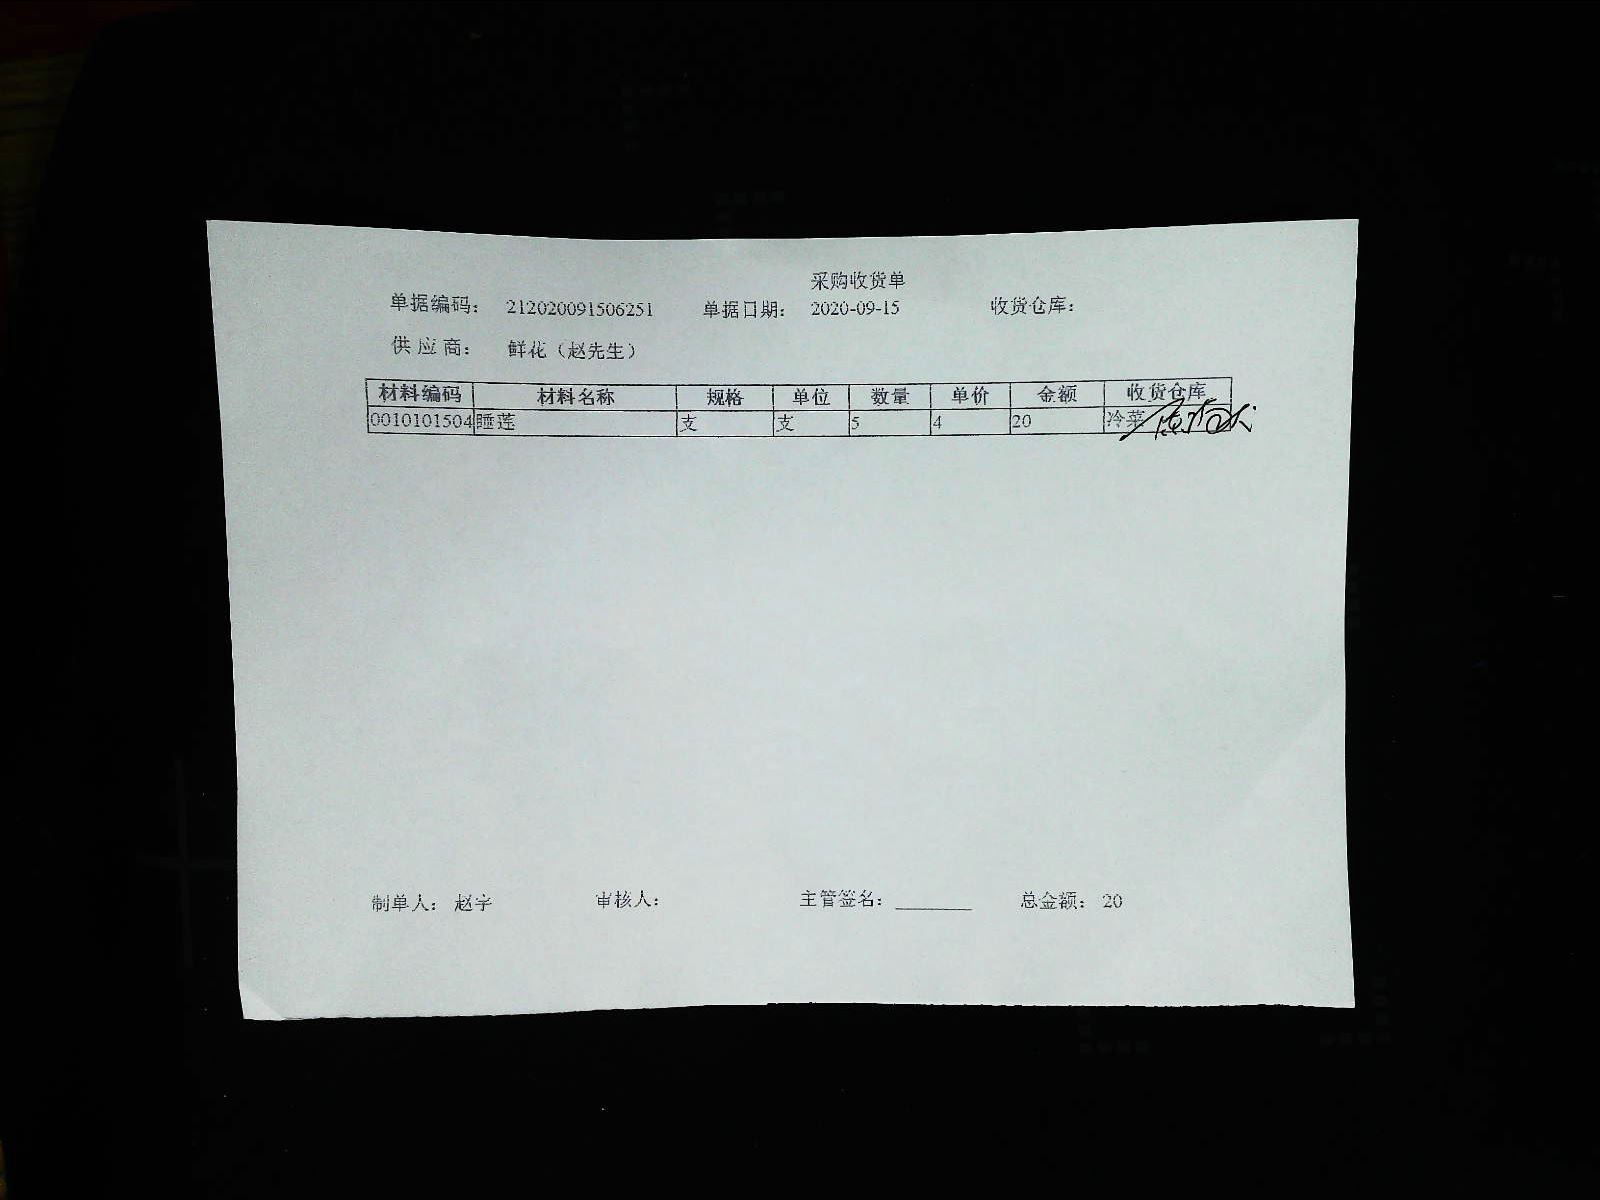 采购收货单
单据编码： 212020091506251 单据日期： 2020-09-15 收货仓库：
供 应 商： 鲜花（赵先生）
材料编码 材料名称 规格 单位 数量 单价 金额 收货仓库
0010101504 睡莲 支 支 5 4 20 冷菜
制单人： 赵宇 审核人： 主管签名： ________ 总金额： 20